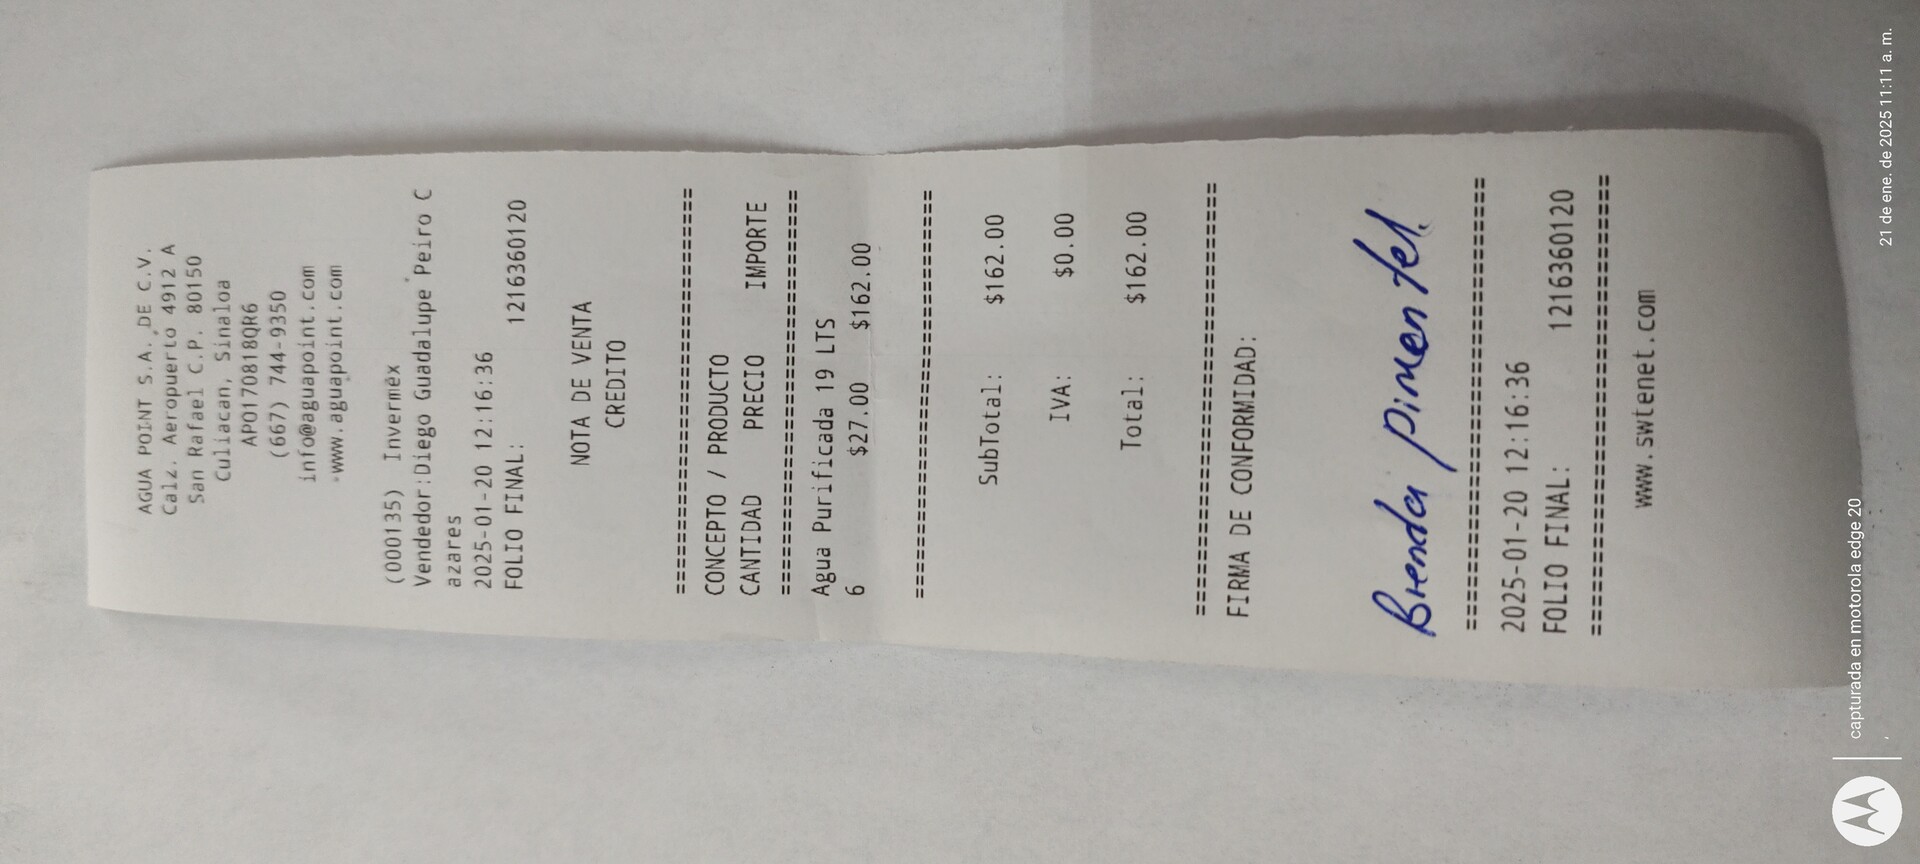 AGUA POINT S.A. DE C.V.
Calz. Aeropuerto 4912 A
San Rafael C.P. 80150
Culiacan, Sinaloa
APO170818QR6
(667) 744-9350
info@aguapoint.com
www.aguapoint.com
(000135) Invermex
Vendedor:Diego Guadalupe Peiro C
azares
2025-01-20 12:16:36
FOLIO FINAL: 1216360120
NOTA DE VENTA
CREDITO
================================
CONCEPTO / PRODUCTO
CANTIDAD PRECIO IMPORTE
================================
Agua Purificada 19 LTS
6 $27.00 $162.00
================================
SubTotal: $162.00
IVA: $0.00
Total: $162.00
================================
FIRMA DE CONFORMIDAD:
Brenda Pimentel.
================================
2025-01-20 12:16:36
FOLIO FINAL: 1216360120
================================
www.swtenet.com
capturada en motorola edge 20
21 de ene. de 2025 11:11 a. m.